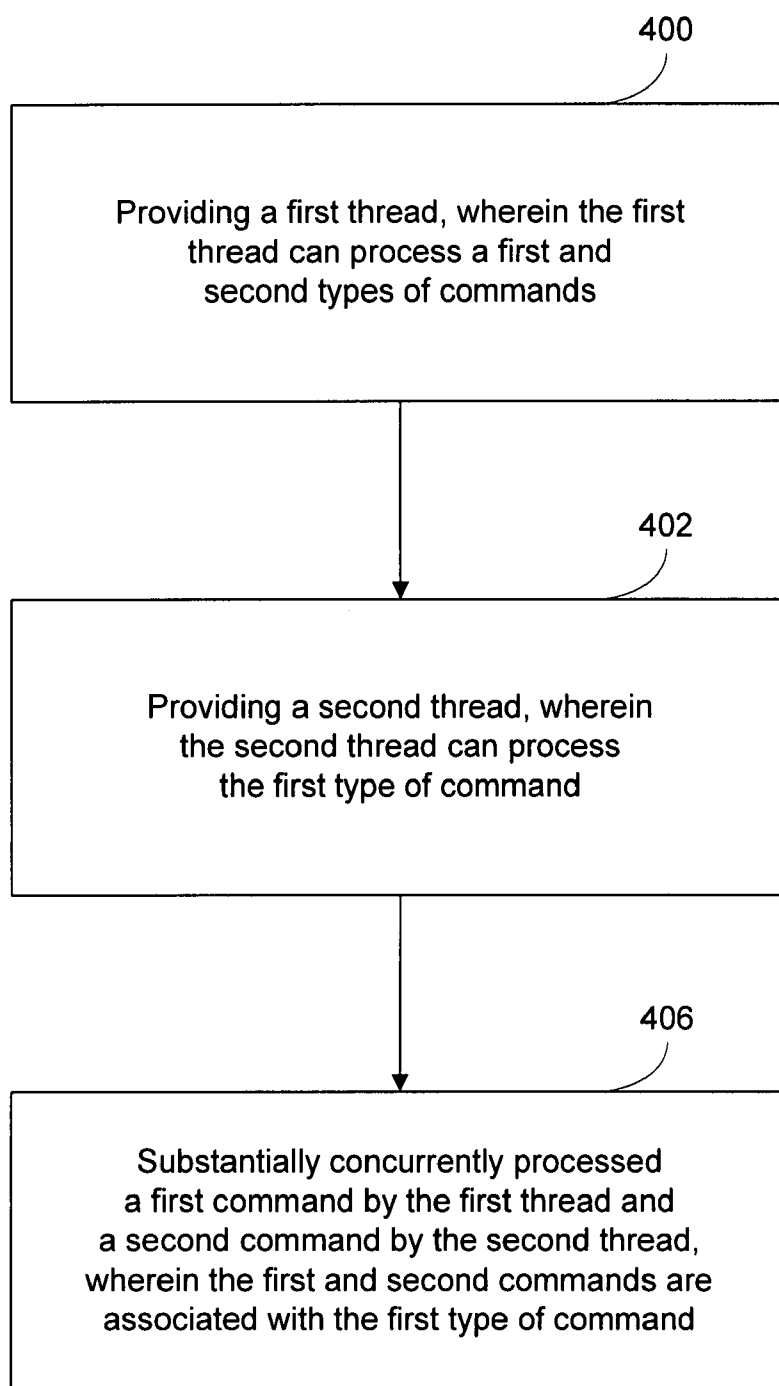 400
Providing a first thread, wherein the first
thread can process a first and
second types of commands
402
Providing a second thread, wherein
the second thread can process
the first type of command
406
Substantially concurrently processed
a first command by the first thread and
a second command by the second thread,
wherein the first and second commands are
associated with the first type of command